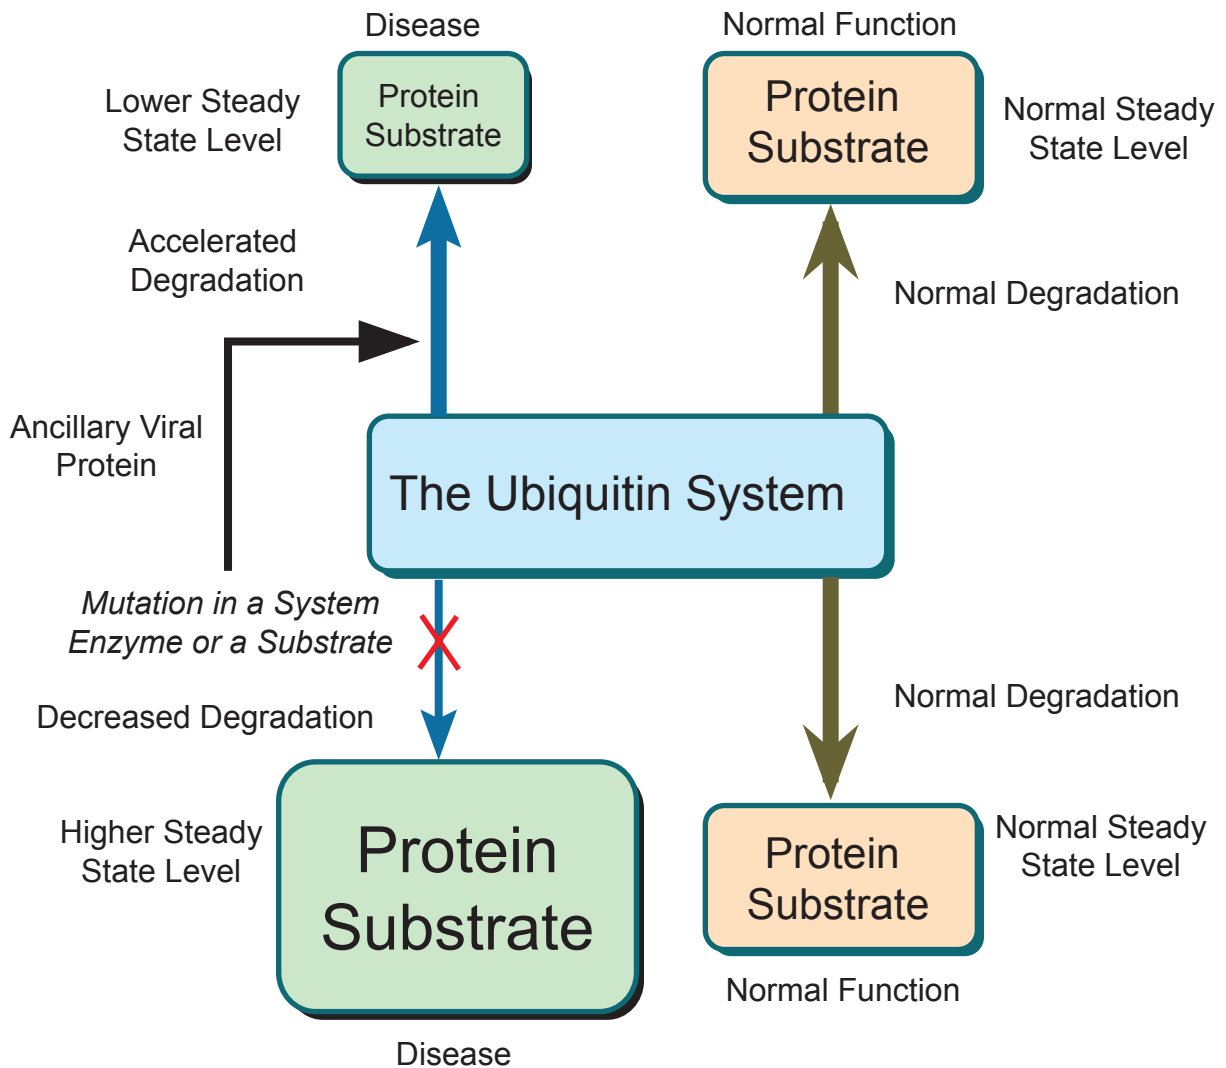 Disease
Normal Function
Protein
Substrate
Lower Steady
State Level
Protein
Substrate
Normal Steady
State Level
Accelerated
Degradation
Normal Degradation
Ancillary Viral
Protein
The Ubiquitin System
Mutation in a System
Enzyme or a Substrate
Decreased Degradation
Normal Degradation
Higher Steady
State Level
Protein
Substrate
Protein
Substrate
Normal Steady
State Level
Normal Function
Disease